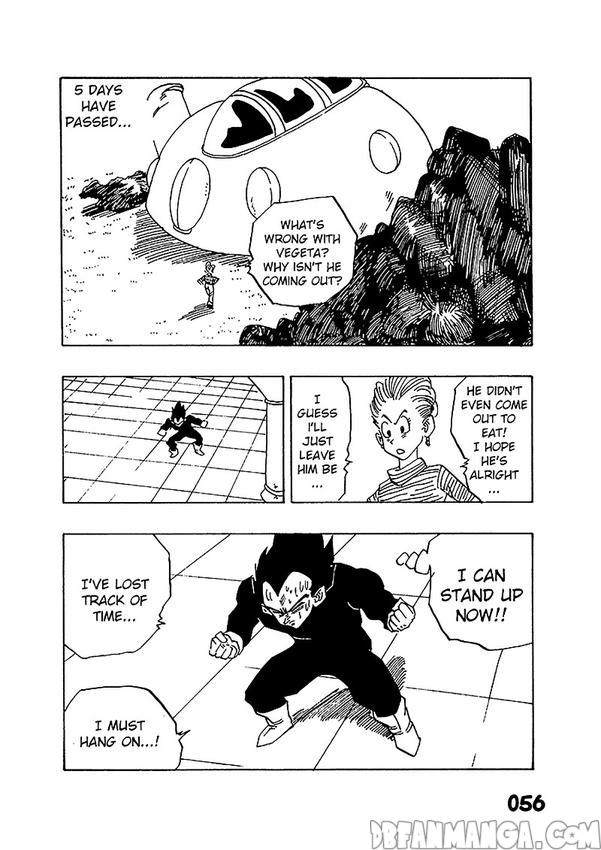 5 DAYS
HAVE
PASSED...
WHAT'S
WRONG WITH
VEGETA?
WHY ISN'T HE
COMING OUT?
HE DIDN'T
EVEN COME
OUT TO
EAT!
I HOPE
HE'S
ALRIGHT
...
I
GUESS
I'LL
JUST
LEAVE
HIM BE
...
I CAN
STAND UP
NOW!!
I'VE LOST
TRACK OF
TIME...
I MUST
HANG ON...!
056
DBFANMANGA.COM